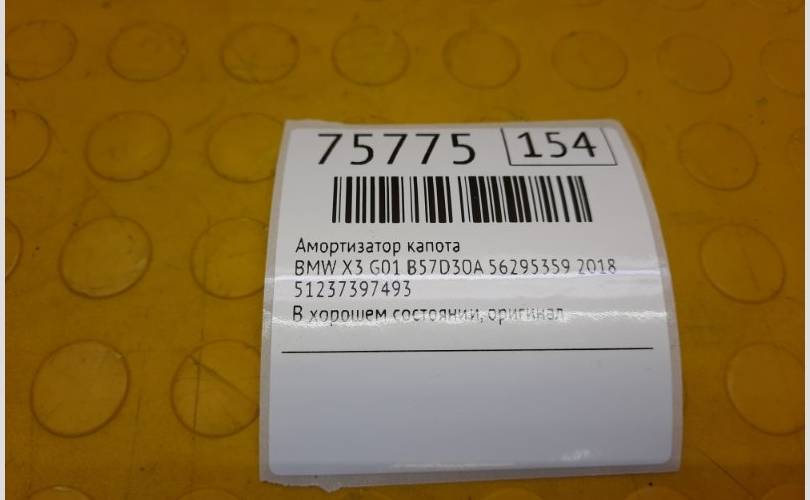 75775 154
Амортизатор капота
BMW X3 G01 B57D30A 56295359 2018
51237397493
В хорошем состоянии, оригинал